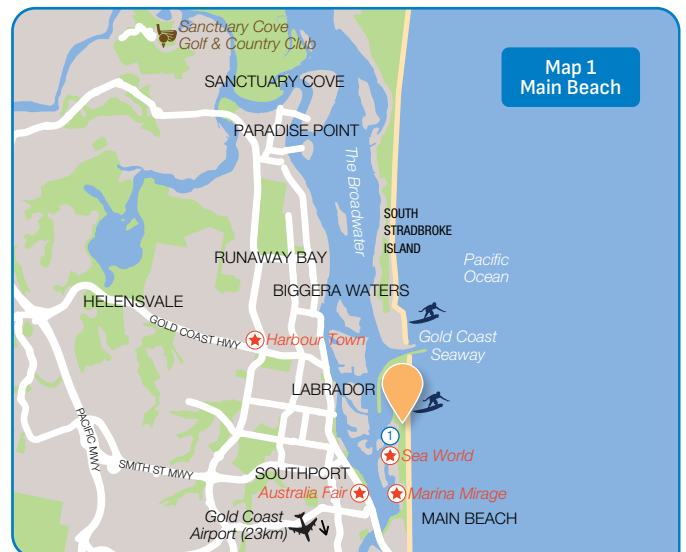 Sanctuary Cove
Golf & Country Club
Map 1
Main Beach
SANCTUARY COVE
PARADISE POINT
The Broadwater
SOUTH
STRADBROKE
ISLAND
RUNAWAY BAY
Pacific
Ocean
BIGGERA WATERS
HELENSVALE
GOLD COAST HWY
Harbour Town
Gold Coast
Seaway
LABRADOR
PACIFIC MWY
1
Sea World
SMITH ST MWY
SOUTHPORT
Australia Fair
Marina Mirage
Gold Coast
Airport (23km)
MAIN BEACH